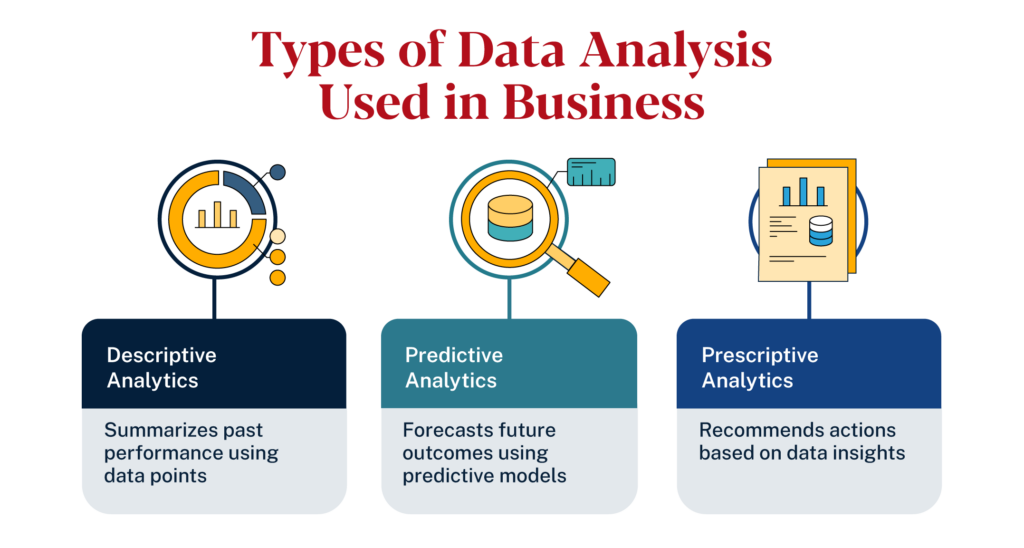 Types of Data Analysis
Used in Business
Descriptive
Analytics
Summarizes past
performance using
data points
Predictive
Analytics
Forecasts future
outcomes using
predictive models
Prescriptive
Analytics
Recommends actions
based on data insights